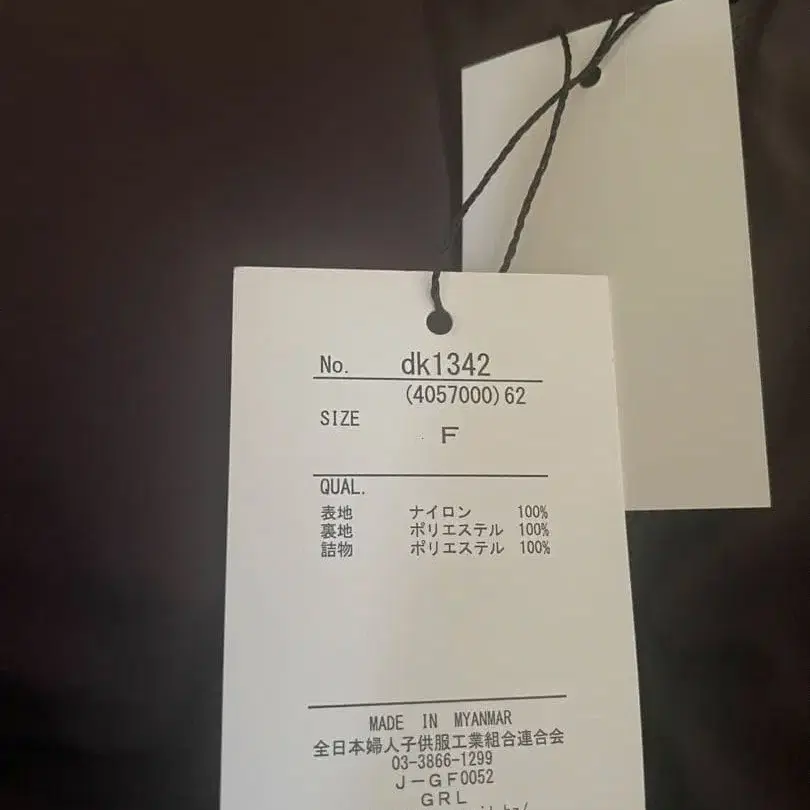 No. dk1342
(4057000)62
SIZE
F
QUAL.
表地 ナイロン 100%
裏地 ポリエステル 100%
詰物 ポリエステル 100%
MADE IN MYANMAR
全日本婦人子供服工業組合連合会
03-3866-1299
J-GF0052
GRL